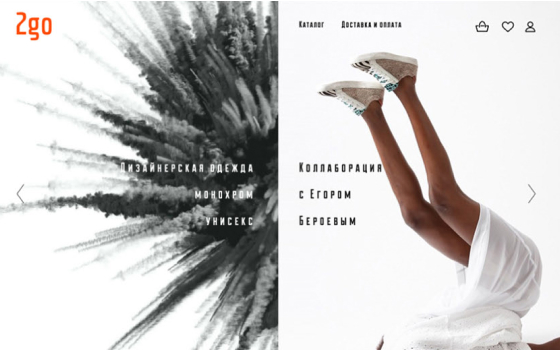 2go
Каталог Доставка и оплата
Дизайнерская одежда
монохром
унисекс
Коллаборация
с Егором
Бероевым